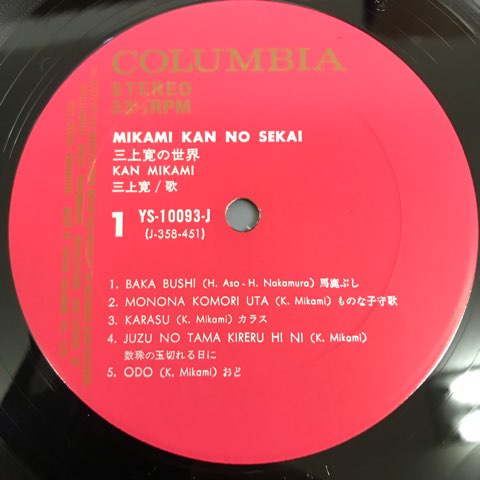 COLUMBIA
STEREO
33⅓RPM
MIKAMI KAN NO SEKAI
三上寛の世界
KAN MIKAMI
三上寛/歌
1 YS-10093-J
(J-358-451)
1. BAKA BUSHI (H. Aso - H. Nakamura) 馬鹿ぶし
2. MONONA KOMORI UTA (K. Mikami) ものな子守歌
3. KARASU (K. Mikami) カラス
4. JUZU NO TAMA KIRERU HI NI (K. Mikami)
数珠の玉切れる日に
5. ODO (K. Mikami) おど